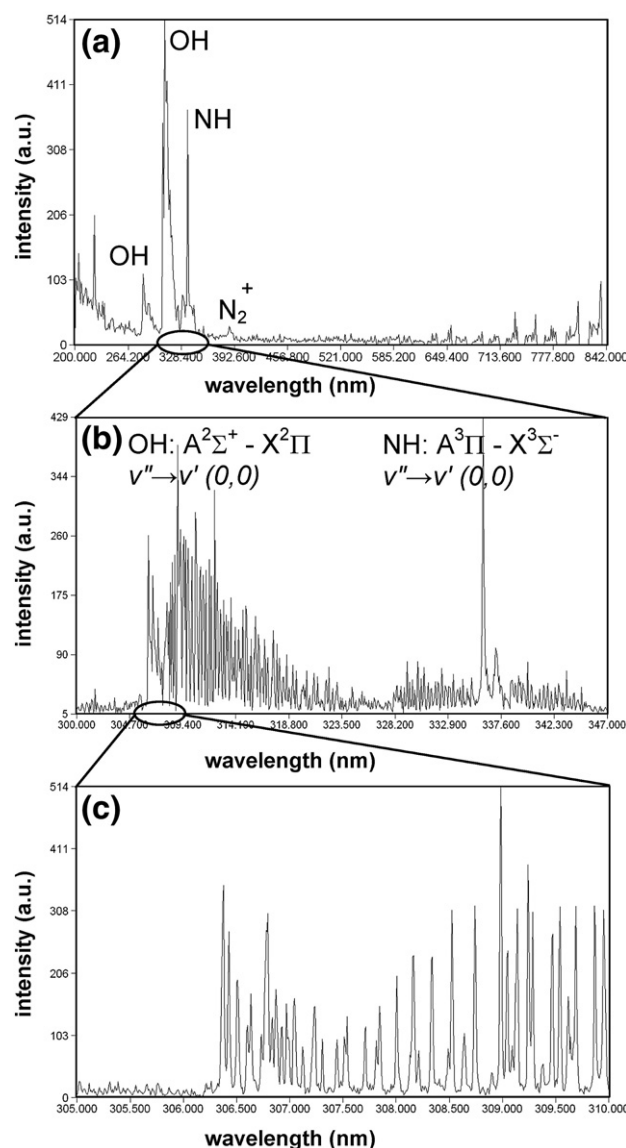 (a)
OH
NH
OH
N₂⁺
514
411
308
206
103
0
intensity (a.u.)
200.000 264.200 328.400 392.600 456.800 521.000 585.200 649.400 713.600 777.800 842.000
wavelength (nm)
(b)
OH: A²Σ⁺ - X²Π
v"→v' (0,0)
NH: A³Π - X³Σ⁻
v"→v' (0,0)
429
344
260
175
90
5
intensity (a.u.)
300.000 304.700 309.400 314.100 318.800 323.500 328.200 332.900 337.600 342.300 347.000
wavelength (nm)
(c)
514
411
308
206
103
0
intensity (a.u.)
305.000 305.500 306.000 306.500 307.000 307.500 308.000 308.500 309.000 309.500 310.000
wavelength (nm)